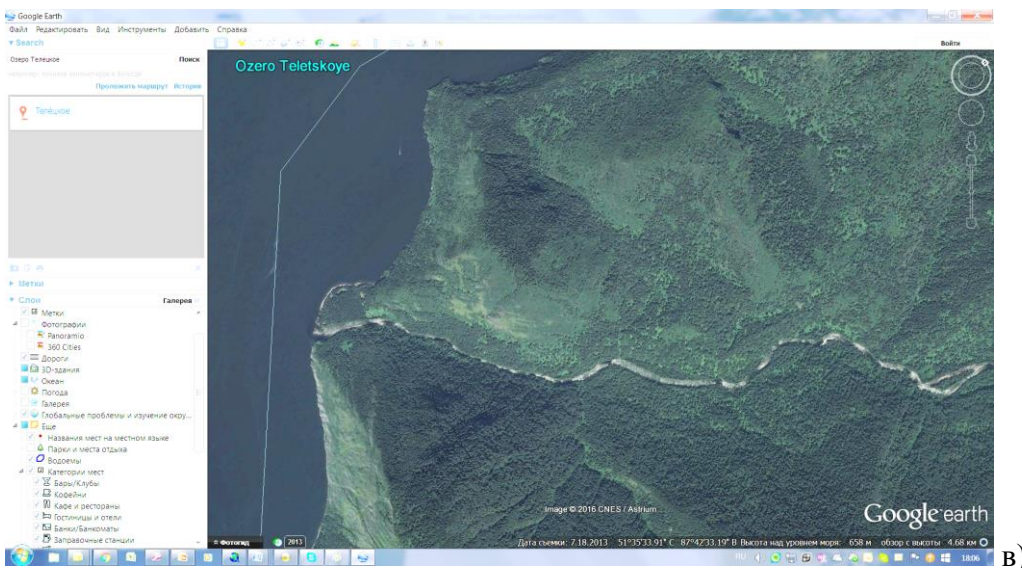 Google Earth
Файл Редактировать Вид Инструменты Добавить Справка
Search
Войти
Озеро Телецкое Поиск
Проложить маршрут История
Телецкое
Метки
Слои Галерея
Метки
Фотографии
Panoramio
360 Cities
Дороги
3D-здания
Океан
Погода
Галерея
Глобальные проблемы и изучение окру...
Еще
Названия мест на местном языке
Парки и места отдыха
Водоемы
Категории мест
Бары/Клубы
Кофейни
Кафе и рестораны
Гостиницы и отели
Банки/Банкоматы
Заправочные станции
Ozero Teletskoye
Image © 2016 CNES / Astrium
Google earth
Фотогид 2013
Дата съемки: 7.18.2013 51°35'33.91" С 87°42'33.19" В Высота над уровнем моря: 658 м обзор с высоты 4.68 км
RU 18:06
в)